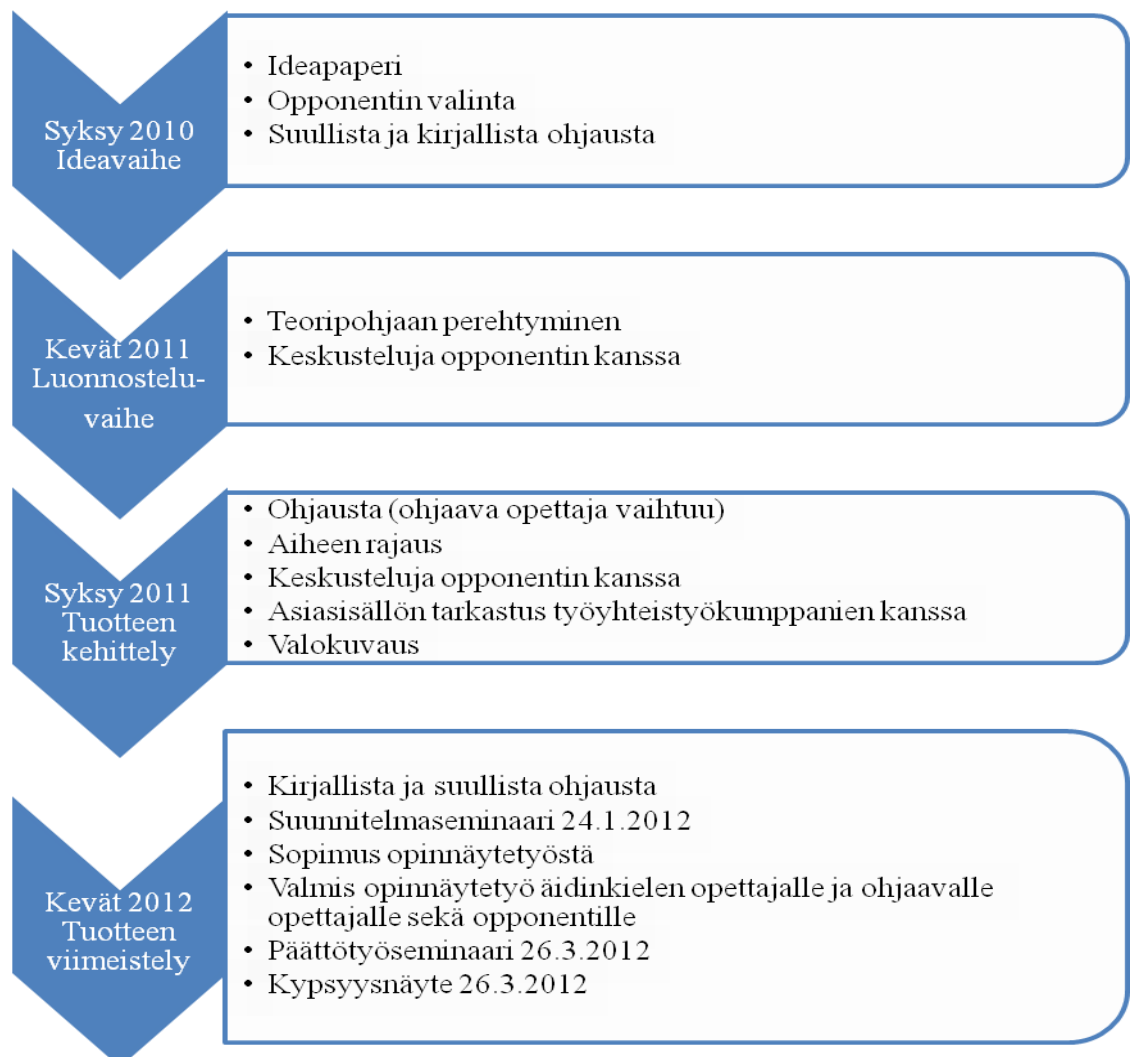 Syksy 2010
Ideavaihe
• Ideapaperi
• Opponentin valinta
• Suullista ja kirjallista ohjausta
Kevät 2011
Luonnostelu-
vaihe
• Teoripohjaan perehtyminen
• Keskusteluja opponentin kanssa
Syksy 2011
Tuotteen
kehittely
• Ohjausta (ohjaava opettaja vaihtuu)
• Aiheen rajaus
• Keskusteluja opponentin kanssa
• Asiasisällön tarkastus työyhteistyökumppanien kanssa
• Valokuvaus
Kevät 2012
Tuotteen
viimeistely
• Kirjallista ja suullista ohjausta
• Suunnitelmaseminaari 24.1.2012
• Sopimus opinnäytetyöstä
• Valmis opinnäytetyö äidinkielen opettajalle ja ohjaavalle
opettajalle sekä opponentille
• Päättötyöseminaari 26.3.2012
• Kypsyysnäyte 26.3.2012